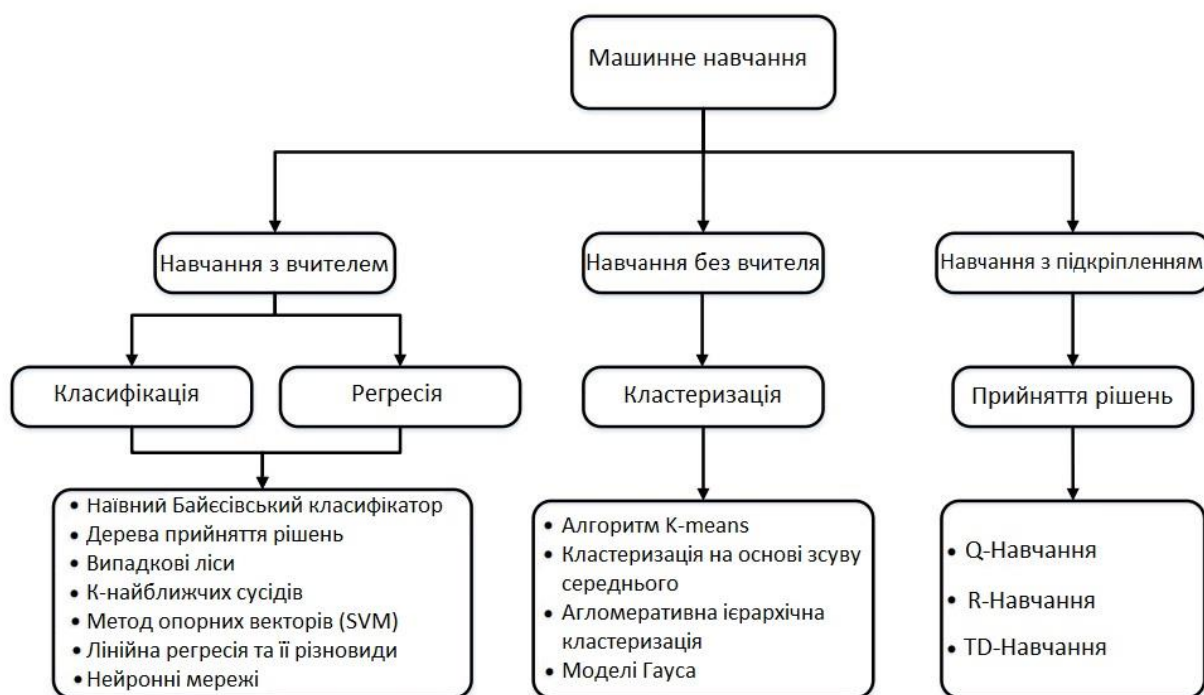 Машинне навчання
Навчання з вчителем
Навчання без вчителя
Навчання з підкріпленням
Класифікація
Регресія
Кластеризація
Прийняття рішень
• Наївний Байєсівський класифікатор
• Дерева прийняття рішень
• Випадкові ліси
• К-найближчих сусідів
• Метод опорних векторів (SVM)
• Лінійна регресія та її різновиди
• Нейронні мережі
• Алгоритм K-means
• Кластеризація на основі зсуву
середнього
• Агломеративна ієрархічна
кластеризація
• Моделі Гауса
• Q-Навчання
• R-Навчання
• TD-Навчання